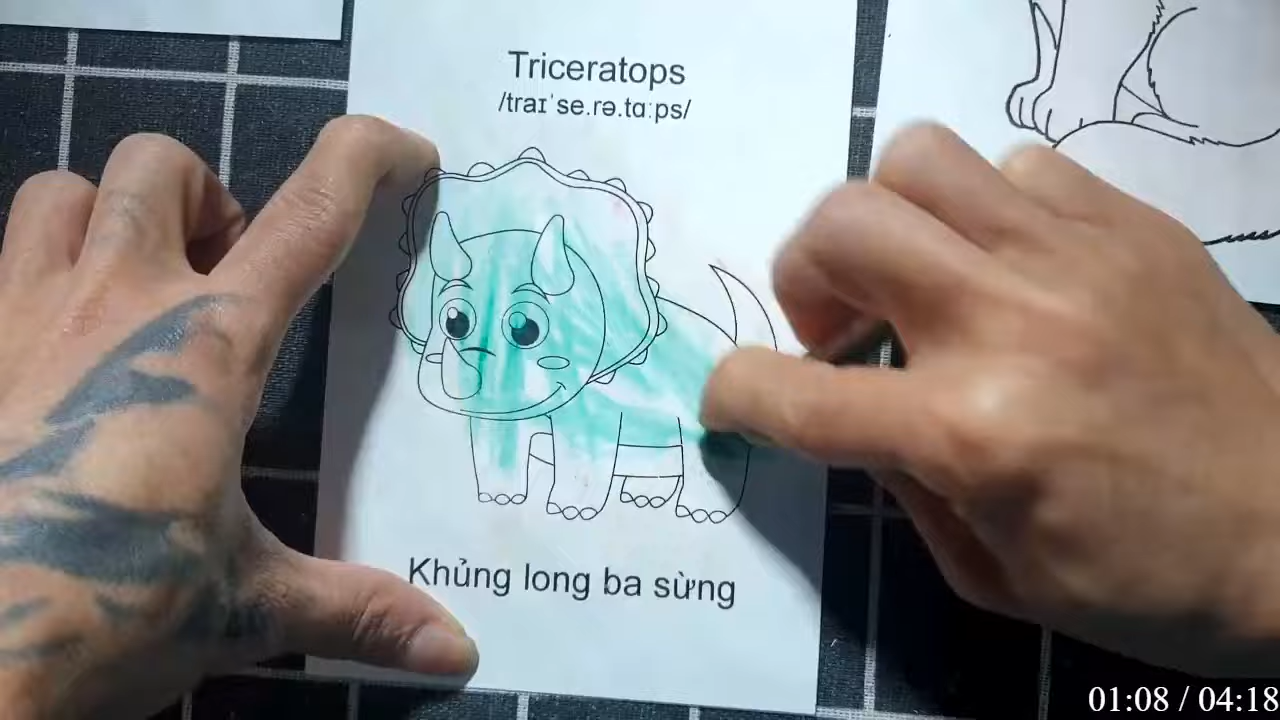 Triceratops
/traɪˈse.rə.tɑːps/
Khủng long ba sừng
01:08 / 04:18